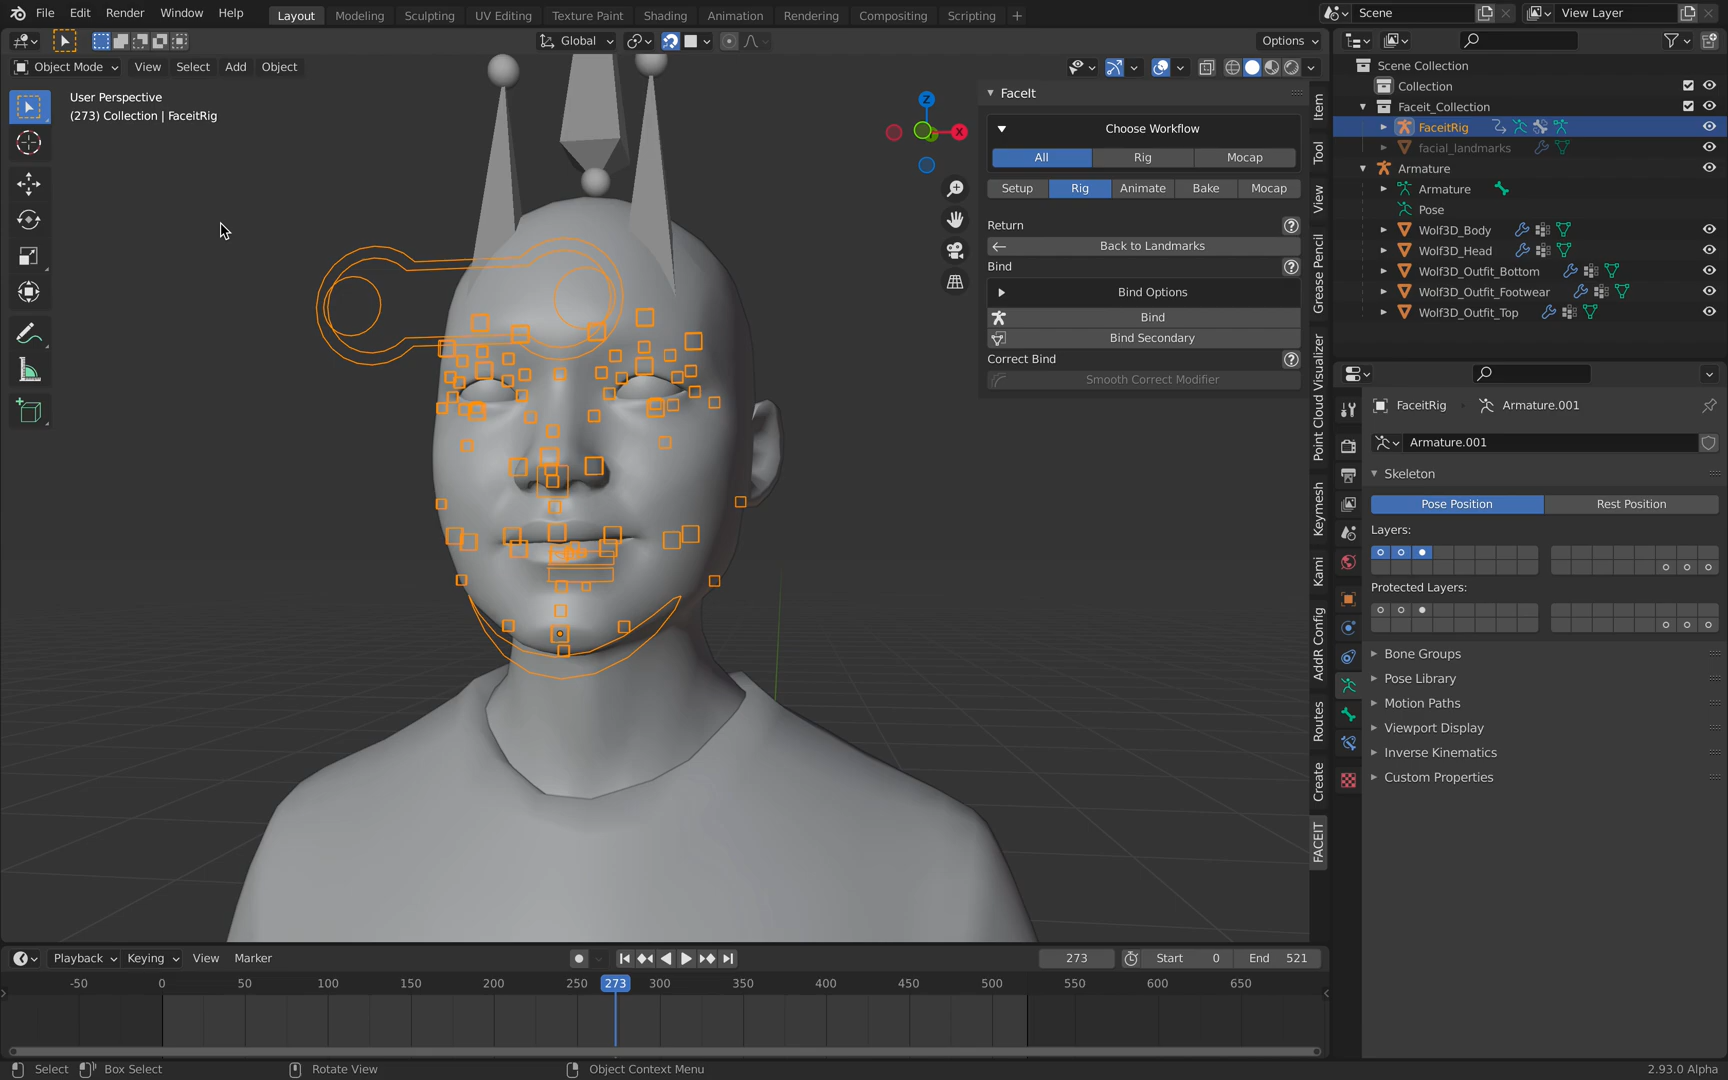 File Edit Render Window Help
Layout Modeling Sculpting UV Editing Texture Paint Shading Animation Rendering Compositing Scripting +
Scene
View Layer
Global
Options
Object Mode View Select Add Object
User Perspective
(273) Collection | FaceitRig
Z
X
FaceIt
Choose Workflow
All Rig Mocap
Setup Rig Animate Bake Mocap
Return ?
Back to Landmarks
Bind ?
Bind Options
Bind
Bind Secondary
Correct Bind ?
Smooth Correct Modifier
Item
Tool
View
Grease Pencil
Point Cloud Visualizer
Keymesh
Kami
AddR Config
Routes
Create
FACEIT
Scene Collection
Collection
Faceit_Collection
FaceitRig
facial_landmarks
Armature
Armature
Pose
Wolf3D_Body
Wolf3D_Head
Wolf3D_Outfit_Bottom
Wolf3D_Outfit_Footwear
Wolf3D_Outfit_Top
FaceitRig Armature.001
Armature.001
Skeleton
Pose Position Rest Position
Layers:
Protected Layers:
Bone Groups
Pose Library
Motion Paths
Viewport Display
Inverse Kinematics
Custom Properties
Playback Keying View Marker
273 Start 0 End 521
-50 0 50 100 150 200 250 273 300 350 400 450 500 550 600 650
Select Box Select Rotate View Object Context Menu 2.93.0 Alpha